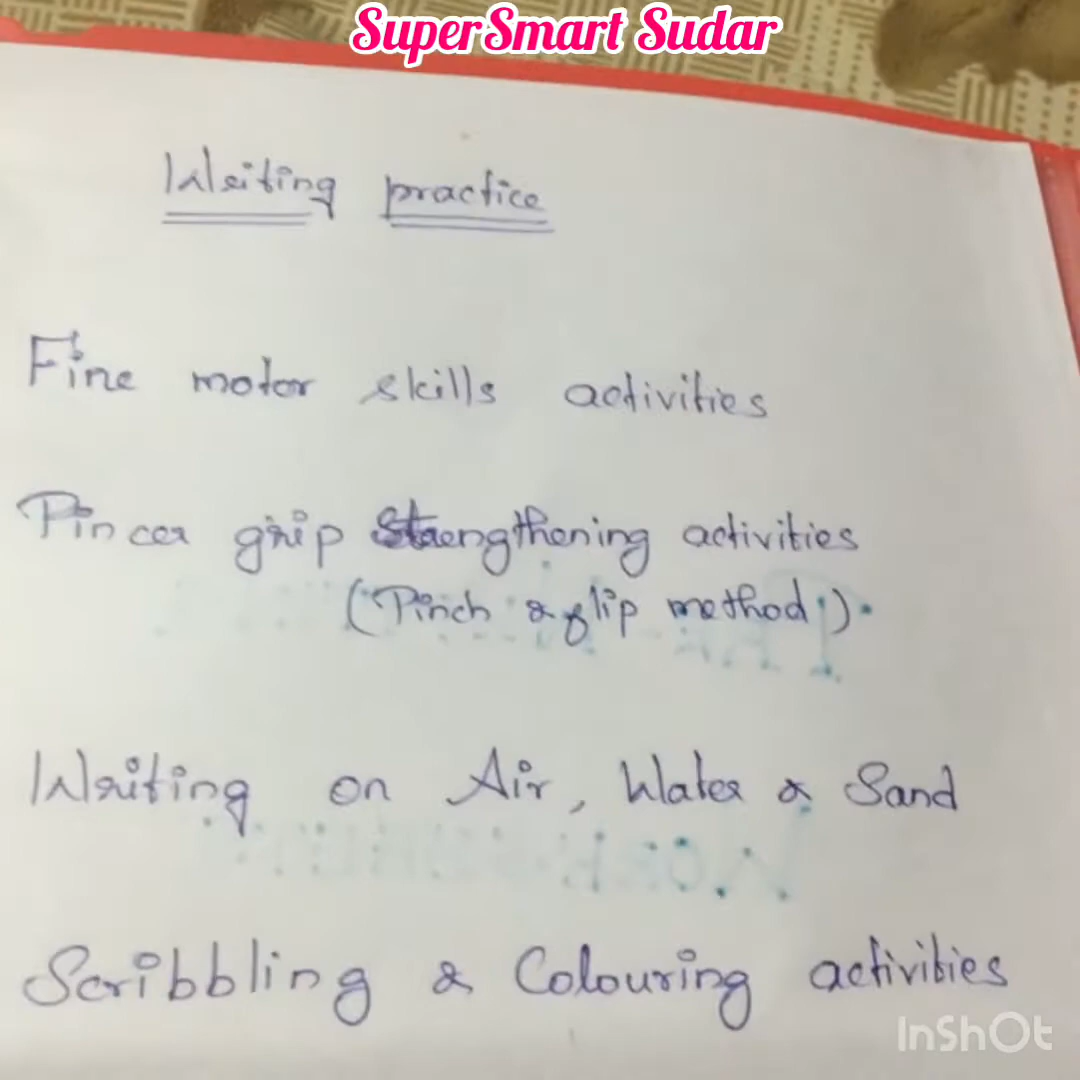 SuperSmart Sudar
Writing practice
Fine motor skills activities
Pincer grip Strengthening activities
(Pinch & flip method)
Writing on Air, Water & Sand
Scribbling & Colouring activities
InShOt